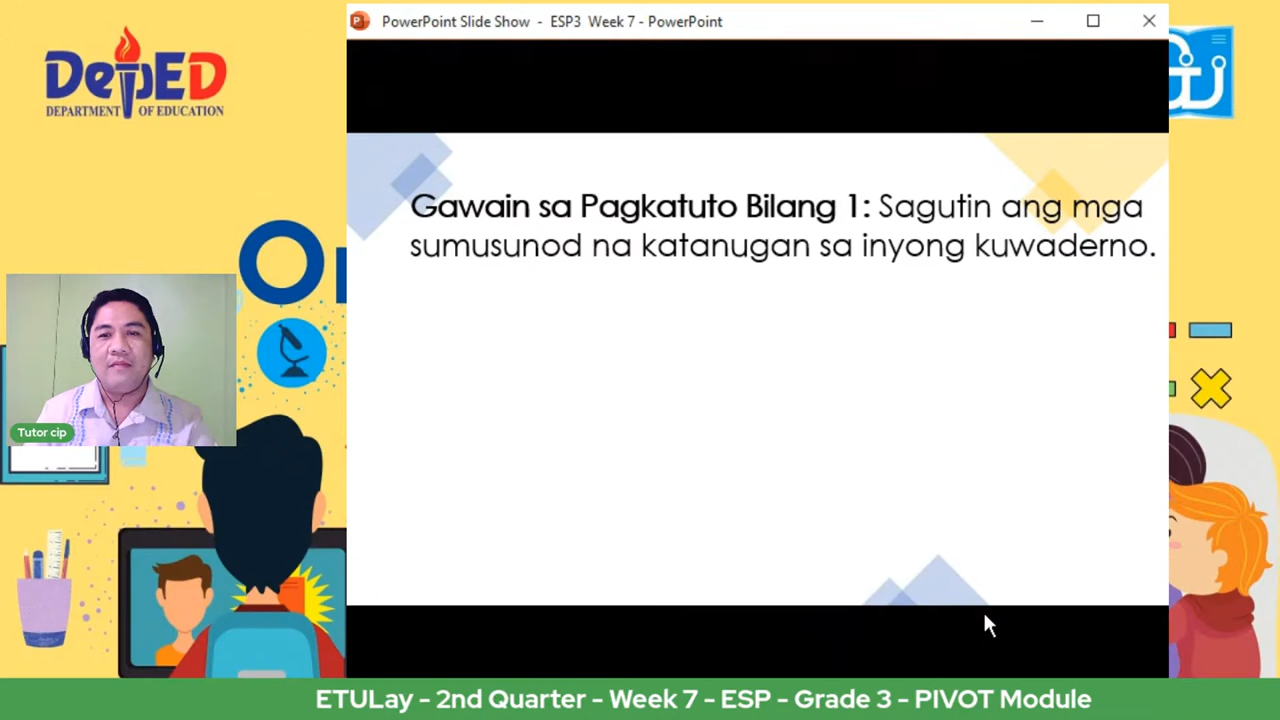 PowerPoint Slide Show - ESP3 Week 7 - PowerPoint
DepED
DEPARTMENT OF EDUCATION
Gawain sa Pagkatuto Bilang 1: Sagutin ang mga
sumusunod na katanugan sa inyong kuwaderno.
Tutor cip
ETULay - 2nd Quarter - Week 7 - ESP - Grade 3 - PIVOT Module